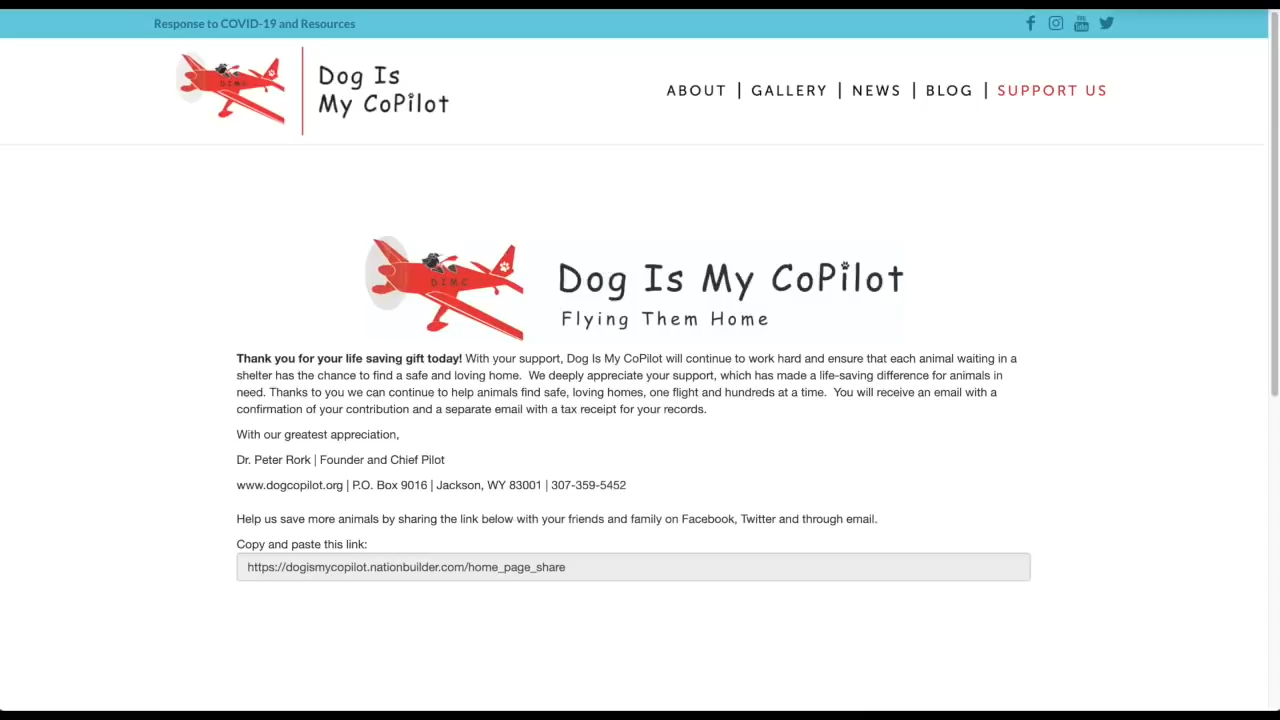 Response to COVID-19 and Resources
Dog Is
My CoPilot
ABOUT | GALLERY | NEWS | BLOG | SUPPORT US
DIMC
Dog Is My CoPilot
Flying Them Home
Thank you for your life saving gift today! With your support, Dog Is My CoPilot will continue to work hard and ensure that each animal waiting in a
shelter has the chance to find a safe and loving home.  We deeply appreciate your support, which has made a life-saving difference for animals in
need. Thanks to you we can continue to help animals find safe, loving homes, one flight and hundreds at a time.  You will receive an email with a
confirmation of your contribution and a separate email with a tax receipt for your records.
With our greatest appreciation,
Dr. Peter Rork | Founder and Chief Pilot
www.dogcopilot.org | P.O. Box 9016 | Jackson, WY 83001 | 307-359-5452
Help us save more animals by sharing the link below with your friends and family on Facebook, Twitter and through email.
Copy and paste this link:
https://dogismycopilot.nationbuilder.com/home_page_share